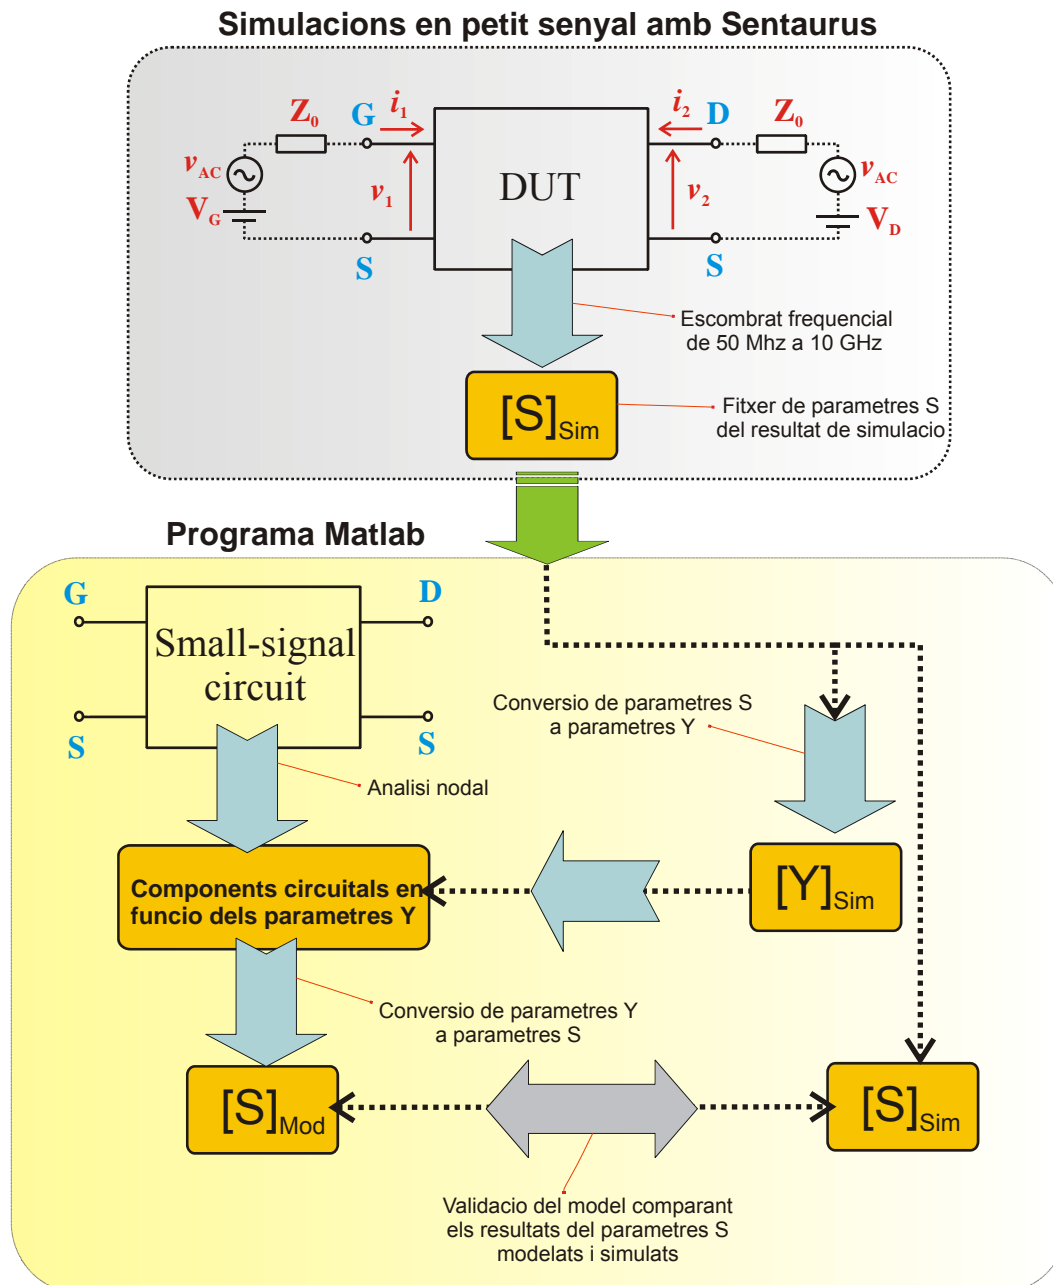 Simulacions en petit senyal amb Sentaurus
Z0
G
i1
i2
D
Z0
vAC
VG
v1
DUT
v2
vAC
VD
S
S
Escombrat frequencial
de 50 Mhz a 10 GHz
[S]Sim
Fitxer de parametres S
del resultat de simulacio
Programa Matlab
G
D
Small-signal
circuit
S
S
Conversio de parametres S
a parametres Y
Analisi nodal
Components circuitals en
funcio dels parametres Y
[Y]Sim
Conversio de parametres Y
a parametres S
[S]Mod
[S]Sim
Validacio del model comparant
els resultats del parametres S
modelats i simulats